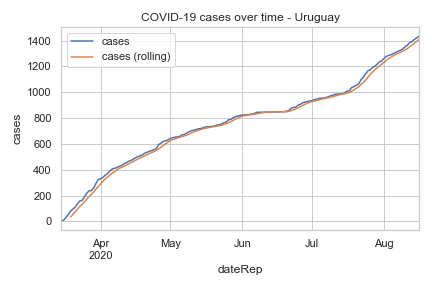 COVID-19 cases over time - Uruguay
cases
cases (rolling)
1400
1200
1000
800
600
400
200
0
cases
Apr
2020
May
Jun
Jul
Aug
dateRep